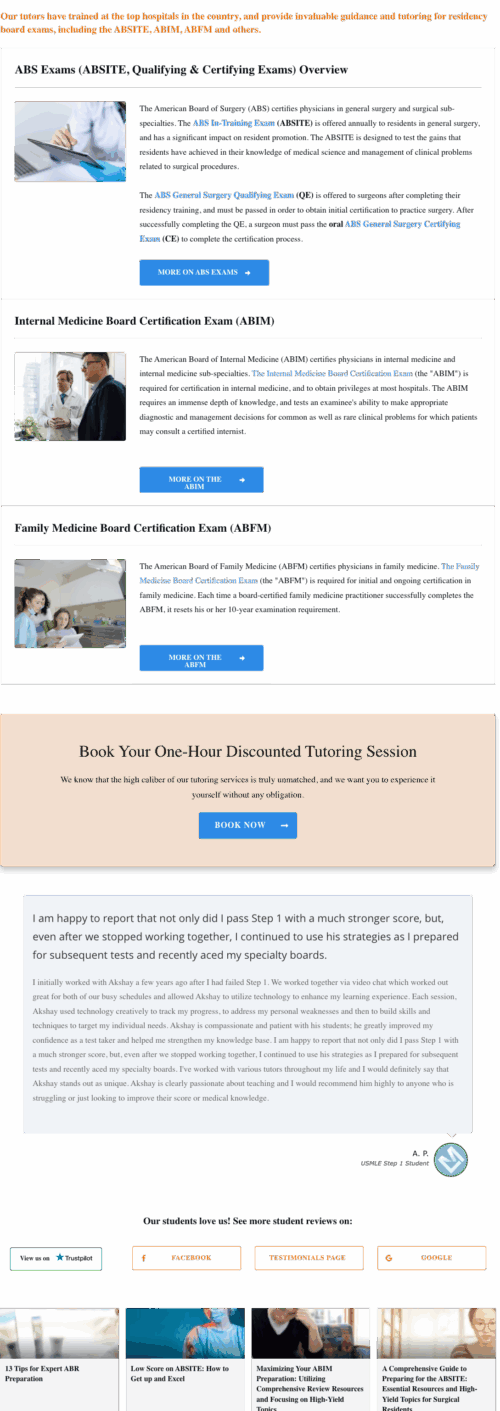 Our tutors have trained at the top hospitals in the country, and provide invaluable guidance and tutoring for residency
board exams, including the ABSITE, ABIM, ABFM and others.
ABS Exams (ABSITE, Qualifying & Certifying Exams) Overview
The American Board of Surgery (ABS) certifies physicians in general surgery and surgical sub-
specialties. The ABS In-Training Exam (ABSITE) is offered annually to residents in general surgery,
and has a significant impact on resident promotion. The ABSITE is designed to test the gains that
residents have achieved in their knowledge of medical science and management of clinical problems
related to surgical procedures.
The ABS General Surgery Qualifying Exam (QE) is offered to surgeons after completing their
residency training, and must be passed in order to obtain initial certification to practice surgery. After
successfully completing the QE, a surgeon must pass the oral ABS General Surgery Certifying
Exam (CE) to complete the certification process.
MORE ON ABS EXAMS
Internal Medicine Board Certification Exam (ABIM)
The American Board of Internal Medicine (ABIM) certifies physicians in internal medicine and
internal medicine sub-specialties. The Internal Medicine Board Certification Exam (the "ABIM") is
required for certification in internal medicine, and to obtain privileges at most hospitals. The ABIM
requires an immense depth of knowledge, and tests an examinee's ability to make appropriate
diagnostic and management decisions for common as well as rare clinical problems for which patients
may consult a certified internist.
MORE ON THE
ABIM
Family Medicine Board Certification Exam (ABFM)
The American Board of Family Medicine (ABFM) certifies physicians in family medicine. The Family
Medicine Board Certification Exam (the "ABFM") is required for initial and ongoing certification in
family medicine. Each time a board-certified family medicine practitioner successfully completes the
ABFM, it resets his or her 10-year examination requirement.
MORE ON THE
ABFM
Book Your One-Hour Discounted Tutoring Session
We know that the high caliber of our tutoring services is truly unmatched, and we want you to experience it
yourself without any obligation.
BOOK NOW
I am happy to report that not only did I pass Step 1 with a much stronger score, but,
even after we stopped working together, I continued to use his strategies as I prepared
for subsequent tests and recently aced my specialty boards.
I initially worked with Akshay a few years ago after I had failed Step 1. We worked together via video chat which worked out
great for both of our busy schedules and allowed Akshay to utilize technology to enhance my learning experience. Each session,
Akshay used technology creatively to track my progress, to address my personal weaknesses and then to build skills and
techniques to target my individual needs. Akshay is compassionate and patient with his students; he greatly improved my
confidence as a test taker and helped me strengthen my knowledge base. I am happy to report that not only did I pass Step 1 with
a much stronger score, but, even after we stopped working together, I continued to use his strategies as I prepared for subsequent
tests and recently aced my specialty boards. I've worked with various tutors throughout my life and I would definitely say that
Akshay stands out as unique. Akshay is clearly passionate about teaching and I would recommend him highly to anyone who is
struggling or just looking to improve their score or medical knowledge.
A. P.
USMLE Step 1 Student
Our students love us! See more student reviews on:
View us on Trustpilot
FACEBOOK
TESTIMONIALS PAGE
GOOGLE
13 Tips for Expert ABR
Preparation
Low Score on ABSITE: How to
Get up and Excel
Maximizing Your ABIM
Preparation: Utilizing
Comprehensive Review Resources
and Focusing on High-Yield
Topics
A Comprehensive Guide to
Preparing for the ABSITE:
Essential Resources and High-
Yield Topics for Surgical
Residents